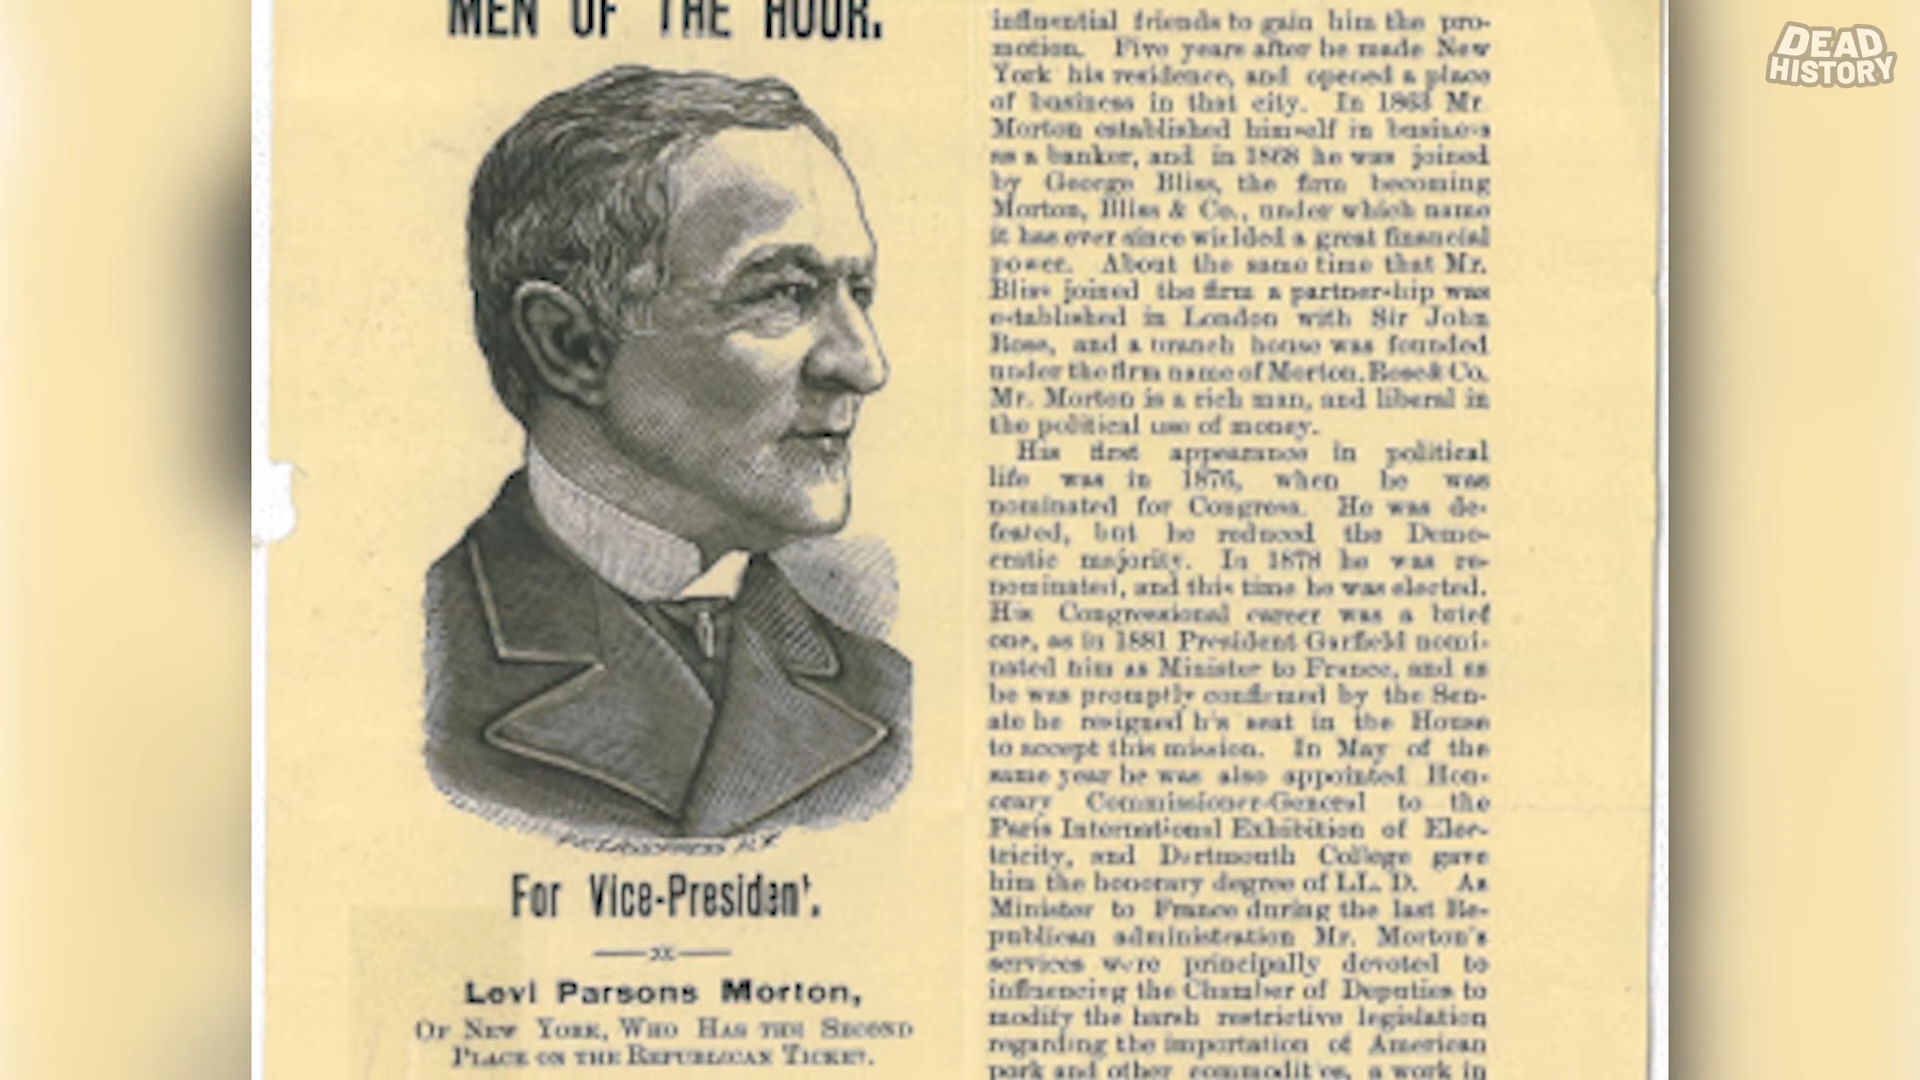 MEN OF THE HOUR.
For Vice-President.
Levi Parsons Morton,
OF NEW YORK, WHO HAS THE SECOND
PLACE ON THE REPUBLICAN TICKET.
influential friends to gain him the pro-
motion. Five years after he made New
York his residence, and opened a place
of business in that city. In 1863 Mr.
Morton established himself in business
as a banker, and in 1868 he was joined
by George Bliss, the firm becoming
Morton, Bliss & Co., under which name
it has ever since wielded a great financial
power. About the same time that Mr.
Bliss joined the firm a partnership was
established in London with Sir John
Rose, and a branch house was founded
under the firm name of Morton, Rose & Co.
Mr. Morton is a rich man, and liberal in
the political use of money.
His first appearance in political
life was in 1876, when he was
nominated for Congress. He was de-
feated, but he reduced the Demo-
cratic majority. In 1878 he was re-
nominated, and this time he was elected.
His Congressional career was a brief
one, as in 1881 President Garfield nomi-
nated him as Minister to France, and as
he was promptly confirmed by the Sen-
ate he resigned his seat in the House
to accept this mission. In May of the
same year he was also appointed Hon-
orary Commissioner-General to the
Paris International Exhibition of Elec-
tricity, and Dartmouth College gave
him the honorary degree of LL. D. As
Minister to France during the last Re-
publican administration Mr. Morton's
services were principally devoted to
influencing the Chamber of Deputies to
modify the harsh restrictive legislation
regarding the importation of American
pork and other commodities, a work in
DEAD
HISTORY